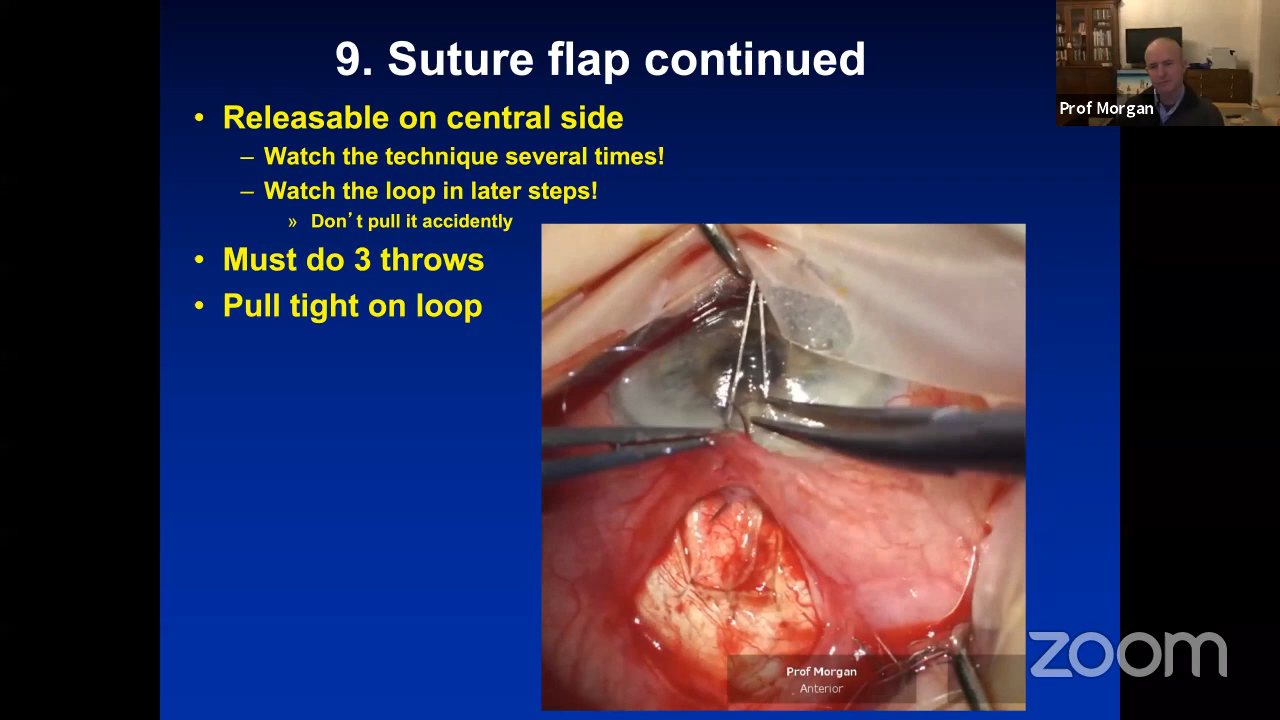 9. Suture flap continued
• Releasable on central side
– Watch the technique several times!
– Watch the loop in later steps!
» Don’t pull it accidently
• Must do 3 throws
• Pull tight on loop
Prof Morgan
Prof Morgan
Anterior
zoom